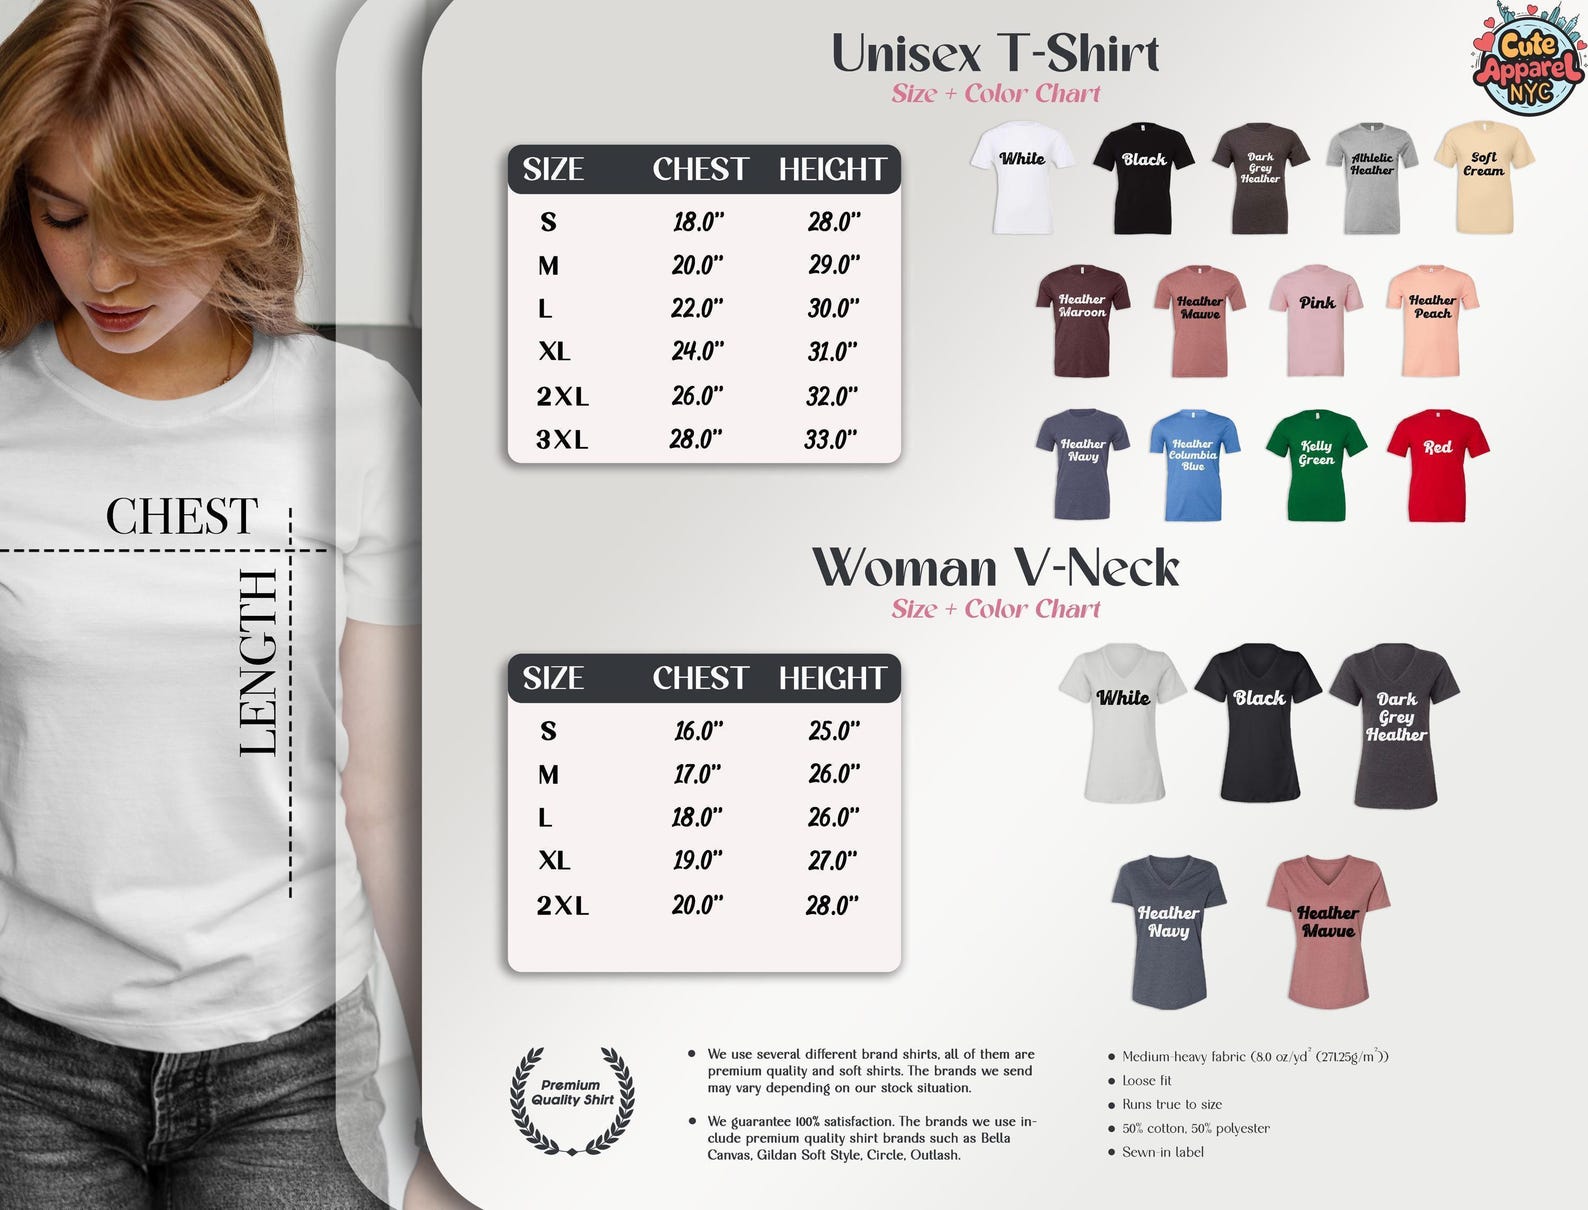 Unisex T-Shirt
Size + Color Chart
Cute
Apparel
NYC
SIZE CHEST HEIGHT
S 18.0" 28.0"
M 20.0" 29.0"
L 22.0" 30.0"
XL 24.0" 31.0"
2XL 26.0" 32.0"
3XL 28.0" 33.0"
White
Black
Dark
Grey
Heather
Athletic
Heather
Soft
Cream
Heather
Maroon
Heather
Mauve
Pink
Heather
Peach
Heather
Navy
Heather
Columbia
Blue
Kelly
Green
Red
CHEST
LENGTH
Woman V-Neck
Size + Color Chart
SIZE CHEST HEIGHT
S 16.0" 25.0"
M 17.0" 26.0"
L 18.0" 26.0"
XL 19.0" 27.0"
2XL 20.0" 28.0"
White
Black
Dark
Grey
Heather
Heather
Navy
Heather
Mavue
Premium
Quality Shirt
• We use several different brand shirts, all of them are
premium quality and soft shirts. The brands we send
may vary depending on our stock situation.
• We guarantee 100% satisfaction. The brands we use in-
clude premium quality shirt brands such as Bella
Canvas, Gildan Soft Style, Circle, Outlash.
• Medium-heavy fabric (8.0 oz/yd² (271.25g/m²))
• Loose fit
• Runs true to size
• 50% cotton, 50% polyester
• Sewn-in label